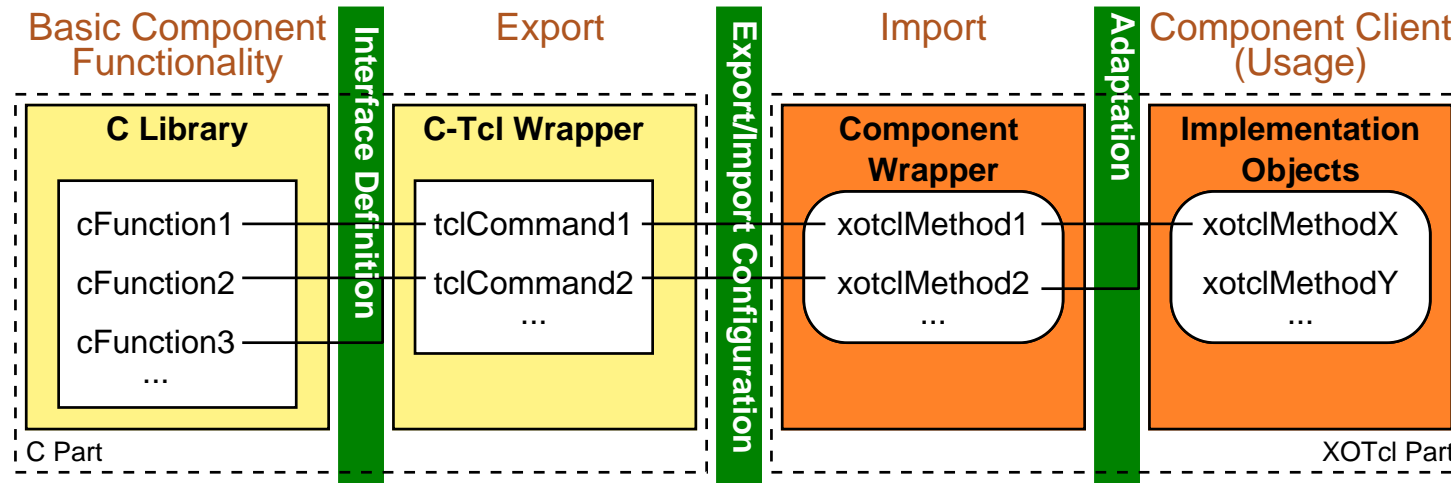 Basic Component
Functionality
Export
Import
Component Client
(Usage)
Interface Definition
Export/Import Configuration
Adaptation
C Library
cFunction1
cFunction2
cFunction3
...
C-Tcl Wrapper
tclCommand1
tclCommand2
...
Component
Wrapper
xotclMethod1
xotclMethod2
...
Implementation
Objects
xotclMethodX
xotclMethodY
...
C Part
XOTcl Part